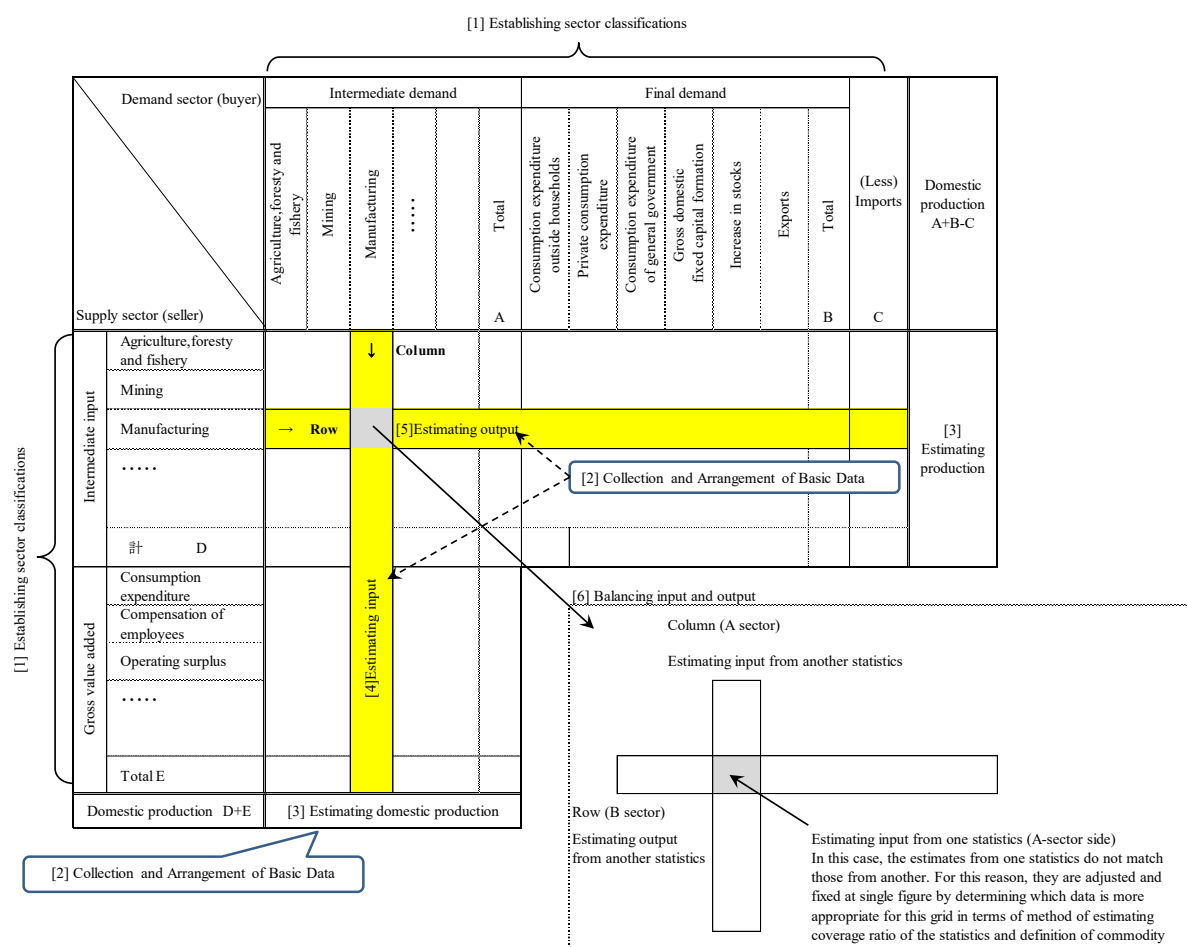 [1] Establishing sector classifications
Demand sector (buyer)
Intermediate demand
Final demand
Agriculture,foresty and
fishery
Mining
Manufacturing
・・・・・
Total
A
Consumption expenditure
outside households
Private consumption
expenditure
Consumption expenditure
of general government
Gross domestic
fixed capital formation
Increase in stocks
Exports
Total
B
(Less)
Imports
C
Domestic
production
A+B-C
Supply sector (seller)
[1] Establishing sector classifications
Intermediate input
Agriculture,foresty
and fishery
↓ Column
Mining
Manufacturing
→ Row
[5]Estimating output
[3]
Estimating
production
・・・・・
[2] Collection and Arrangement of Basic Data
計 D
Gross value added
Consumption
expenditure
Compensation of
employees
Operating surplus
・・・・・
[4]Estimating input
Total E
Domestic production D+E
[3] Estimating domestic production
[2] Collection and Arrangement of Basic Data
[6] Balancing input and output
Column (A sector)
Estimating input from another statistics
Row (B sector)
Estimating output
from another statistics
Estimating input from one statistics (A-sector side)
In this case, the estimates from one statistics do not match
those from another. For this reason, they are adjusted and
fixed at single figure by determining which data is more
appropriate for this grid in terms of method of estimating
coverage ratio of the statistics and definition of commodity